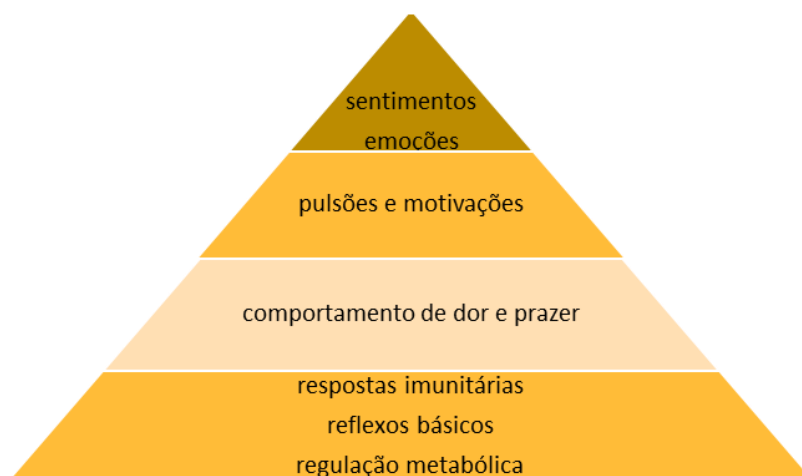 sentimentos
emoções
pulsões e motivações
comportamento de dor e prazer
respostas imunitárias
reflexos básicos
regulação metabólica